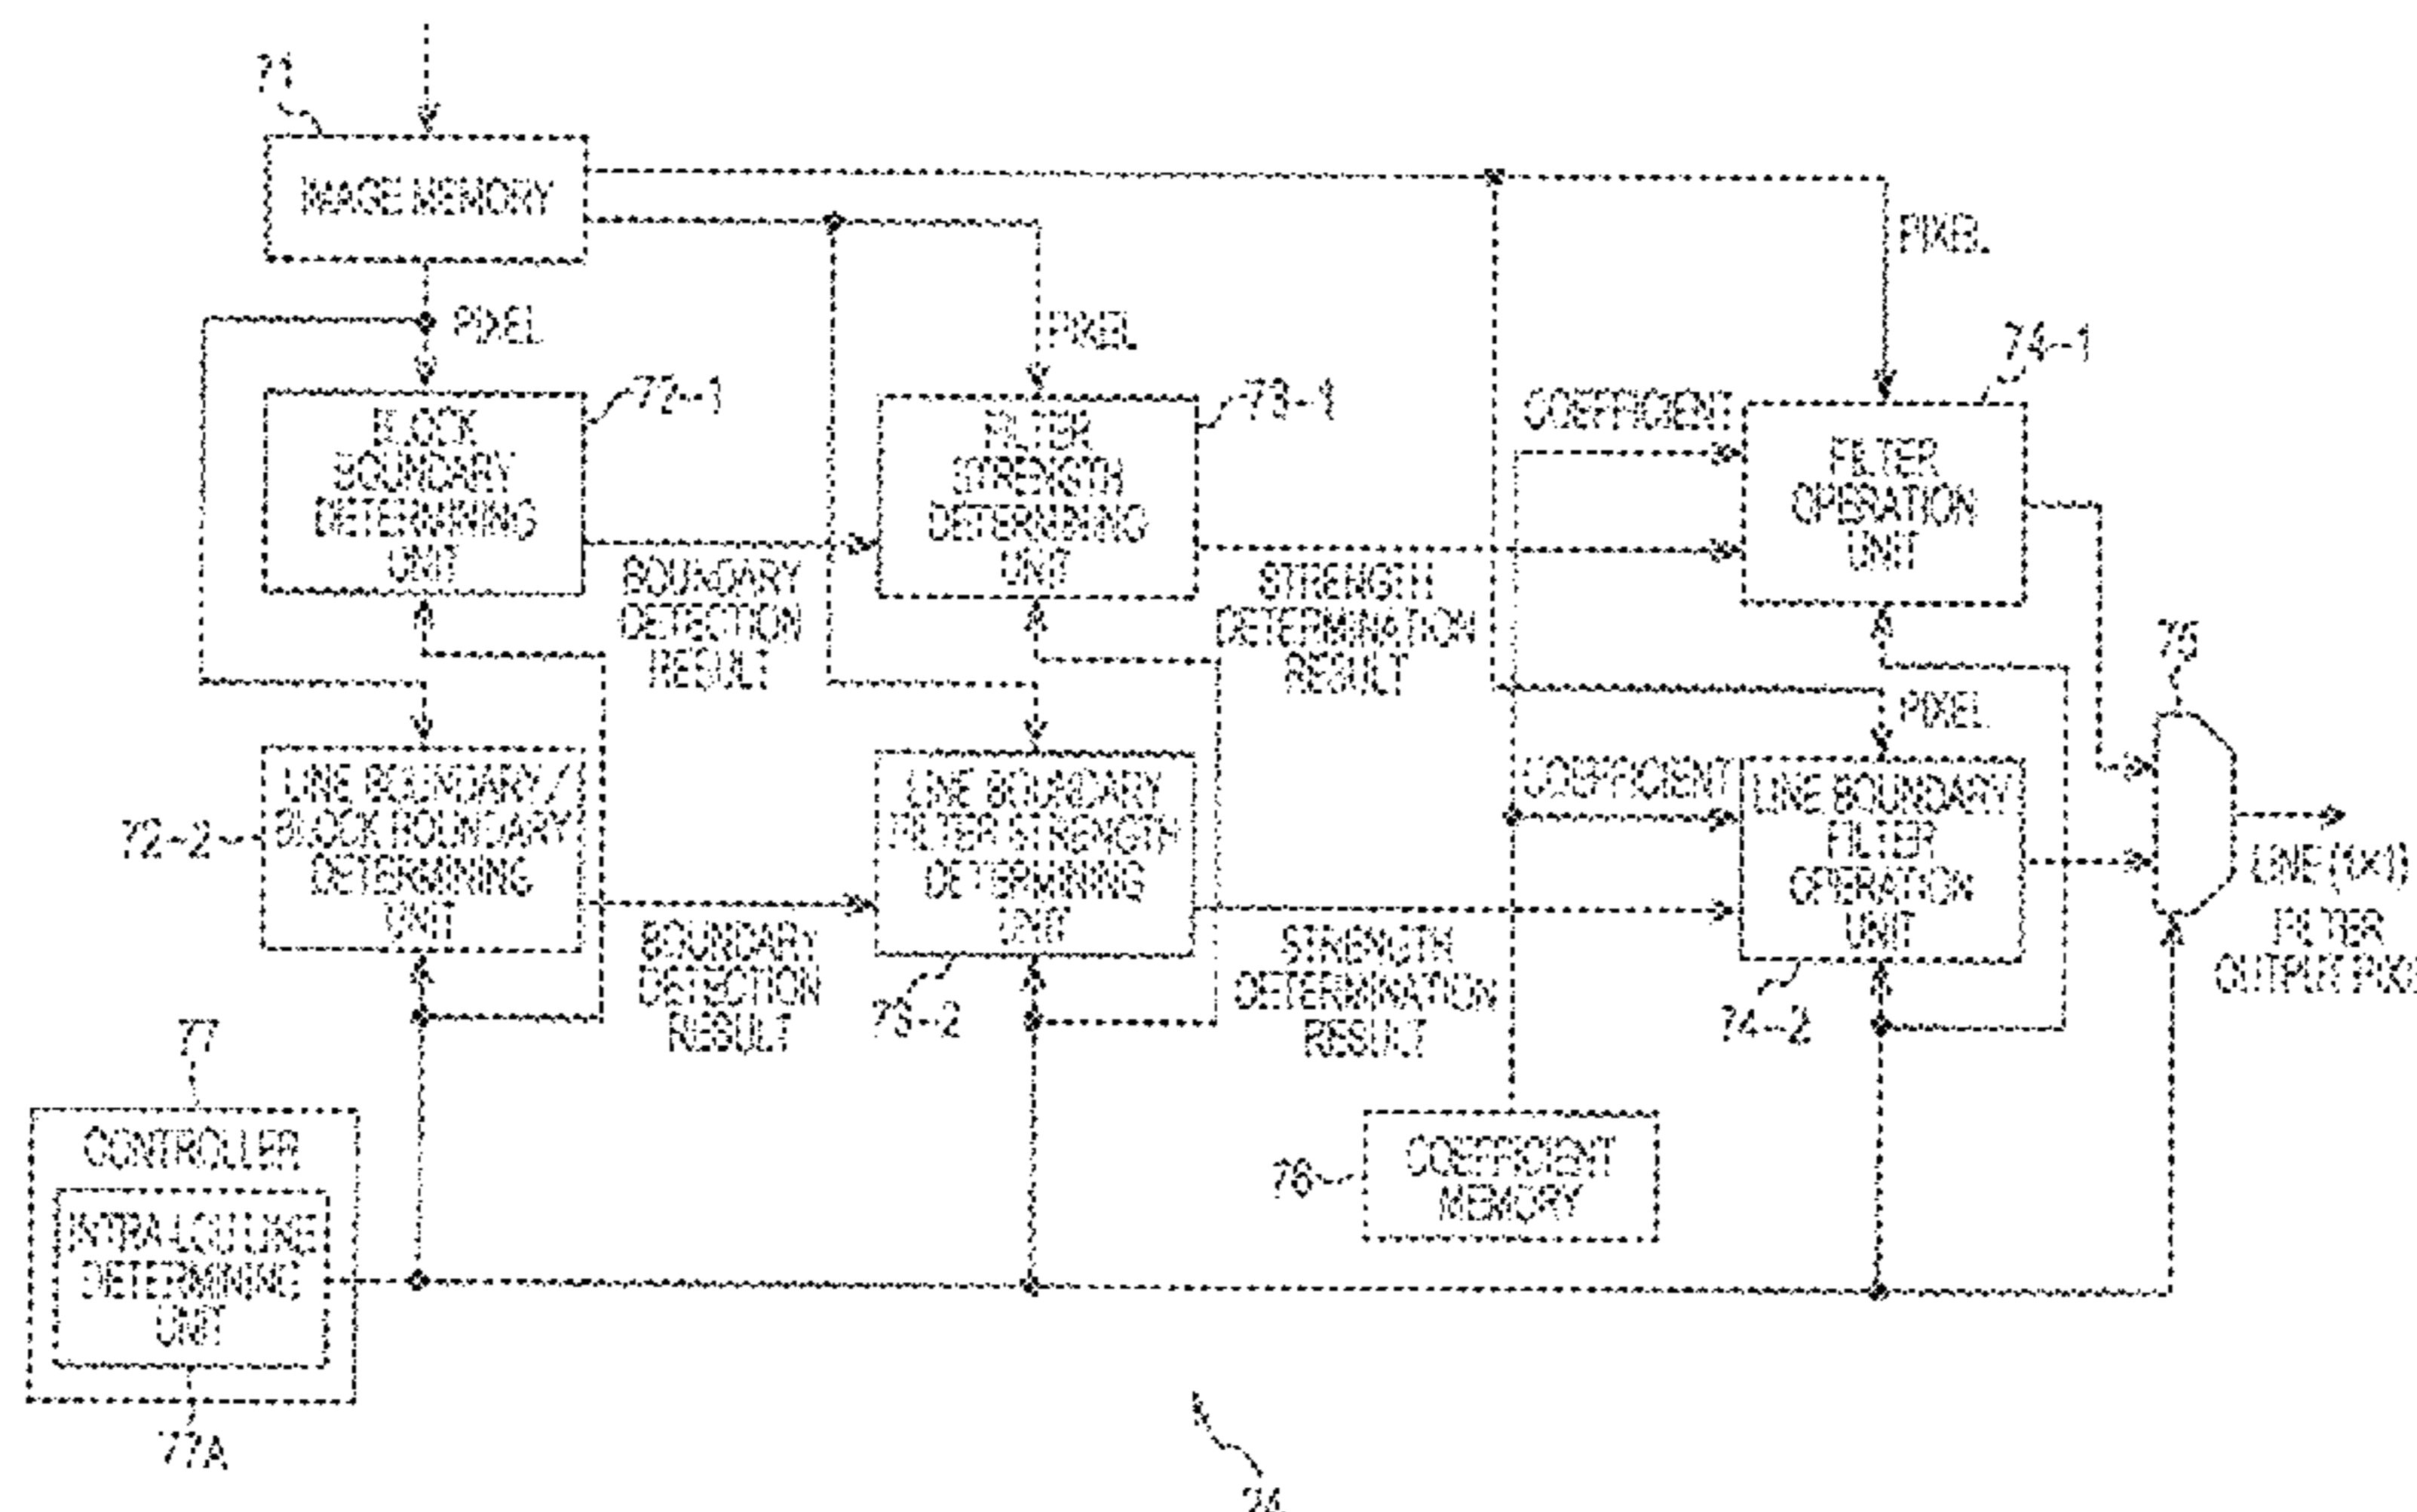 71
IMAGE MEMORY
PIXEL
PIXEL
PIXEL
72-1
BLOCK
BOUNDARY
DETERMINING
UNIT
73-1
FILTER
STRENGTH
DETERMINING
UNIT
74-1
COEFFICIENT
FILTER
OPERATION
UNIT
BOUNDARY
DETECTION
RESULT
STRENGTH
DETERMINATION
RESULT
75
PIXEL
72-2
LINE BOUNDARY /
BLOCK BOUNDARY
DETERMINING
UNIT
LINE BOUNDARY
FILTER STRENGTH
DETERMINING
UNIT
73-2
COEFFICIENT
LINE BOUNDARY
FILTER
OPERATION
UNIT
74-2
BOUNDARY
DETECTION
RESULT
STRENGTH
DETERMINATION
RESULT
FILTER
OUTPUT
77
CONTROLLER
INTRA-LCU LINE
DETERMINING
UNIT
77A
76
COEFFICIENT
MEMORY